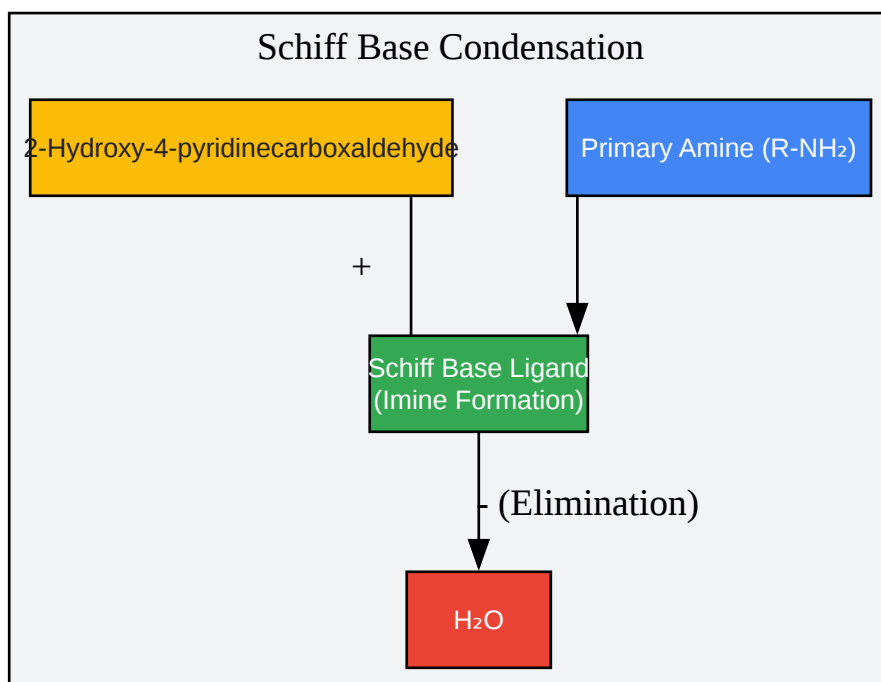 Schiff Base Condensation
2-Hydroxy-4-pyridinecarboxaldehyde
Primary Amine (R-NH₂)
+
Schiff Base Ligand
(Imine Formation)
- (Elimination)
H₂O